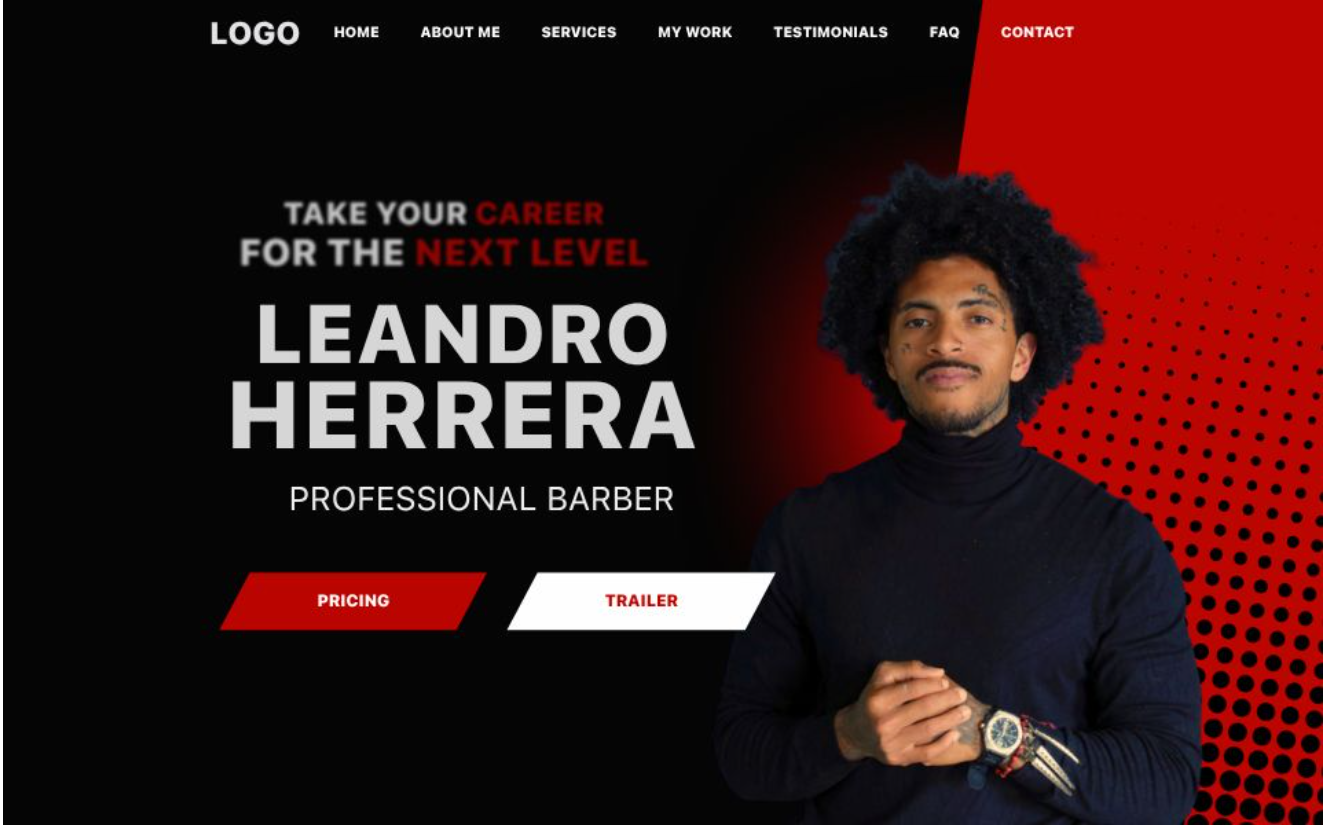 LOGO HOME ABOUT ME SERVICES MY WORK TESTIMONIALS FAQ CONTACT
TAKE YOUR CAREER
FOR THE NEXT LEVEL
LEANDRO
HERRERA
PROFESSIONAL BARBER
PRICING TRAILER